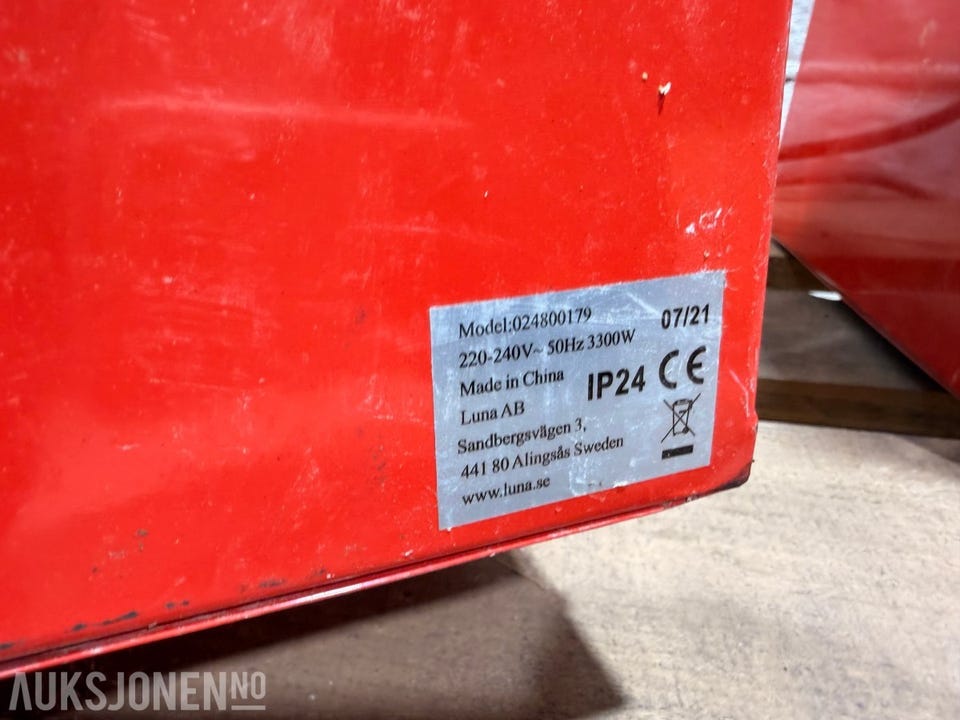 Model:024800179
07/21
220-240V~ 50Hz 3300W
Made in China
IP24 CE
Luna AB
Sandbergsvägen 3,
441 80 Alingsås Sweden
www.luna.se
AUKSJONEN NO